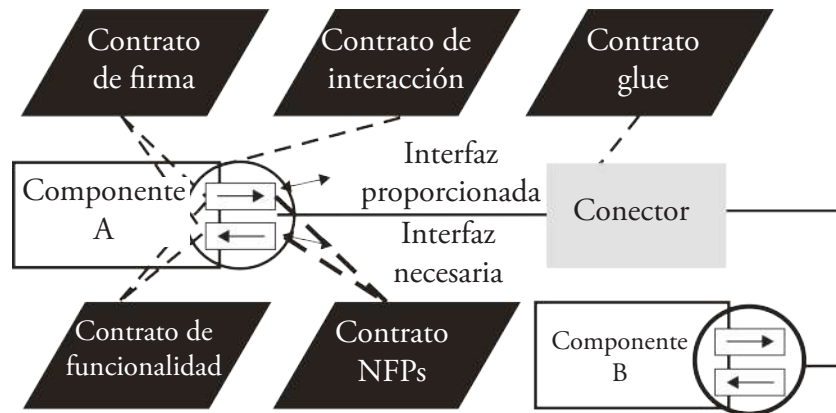 Contrato
de firma
Contrato de
interacción
Contrato
glue
Componente
A
Interfaz
proporcionada
Interfaz
necesaria
Conector
Contrato de
funcionalidad
Contrato
NFPs
Componente
B